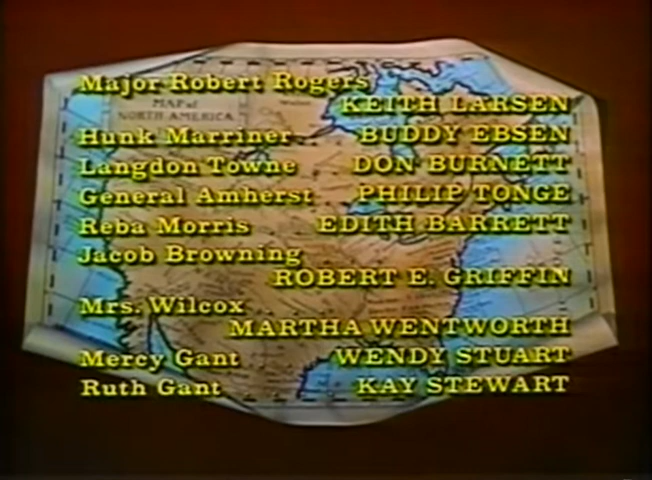 Major Robert Rogers
KEITH LARSEN
MAP of
NORTH AMERICA
Hunk Marriner... BUDDY EBSEN
Langdon Towne DON BURNETT
General Amherst PHILIP TONGE
Reba Morris EDITH BARRETT
Jacob Browning
ROBERT E. GRIFFIN
Mrs. Wilcox
MARTHA WENTWORTH
Mercy Gant WENDY STUART
Ruth Gant KAY STEWART